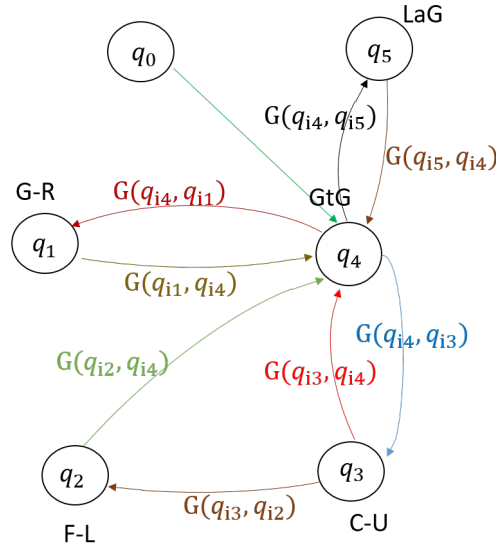 LaG
q0
q5
G(qi4, qi5)
G(qi5, qi4)
G-R
G(qi4, qi1)
GtG
q1
q4
G(qi1, qi4)
G(qi4, qi3)
G(qi2, qi4)
G(qi3, qi4)
q2
q3
G(qi3, qi2)
F-L
C-U